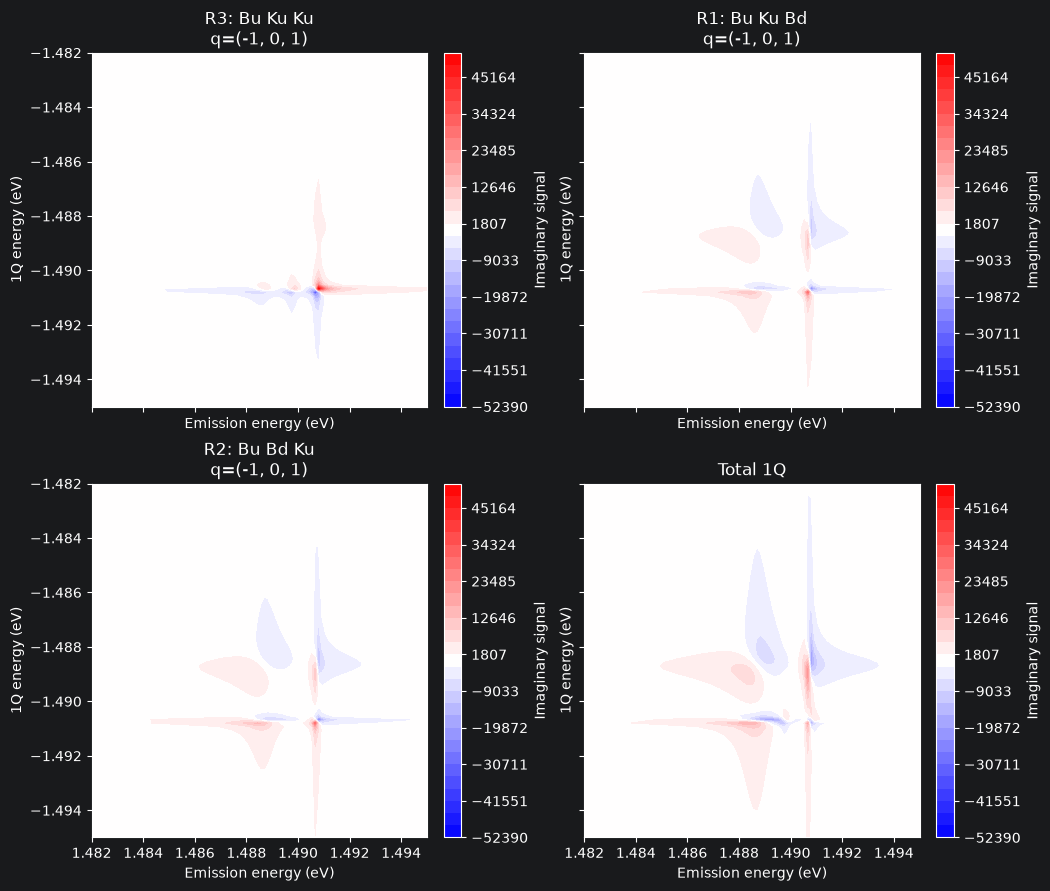 R3: Bu Ku Ku
q=(-1, 0, 1)
−1.482
−1.484
−1.486
−1.488
−1.490
−1.492
−1.494
1Q energy (eV)
Emission energy (eV)
45164
34324
23485
12646
1807
−9033
−19872
−30711
−41551
−52390
Imaginary signal
R1: Bu Ku Bd
q=(-1, 0, 1)
1Q energy (eV)
Emission energy (eV)
45164
34324
23485
12646
1807
−9033
−19872
−30711
−41551
−52390
Imaginary signal
R2: Bu Bd Ku
q=(-1, 0, 1)
−1.482
−1.484
−1.486
−1.488
−1.490
−1.492
−1.494
1Q energy (eV)
1.482 1.484 1.486 1.488 1.490 1.492 1.494
Emission energy (eV)
45164
34324
23485
12646
1807
−9033
−19872
−30711
−41551
−52390
Imaginary signal
Total 1Q
1Q energy (eV)
1.482 1.484 1.486 1.488 1.490 1.492 1.494
Emission energy (eV)
45164
34324
23485
12646
1807
−9033
−19872
−30711
−41551
−52390
Imaginary signal